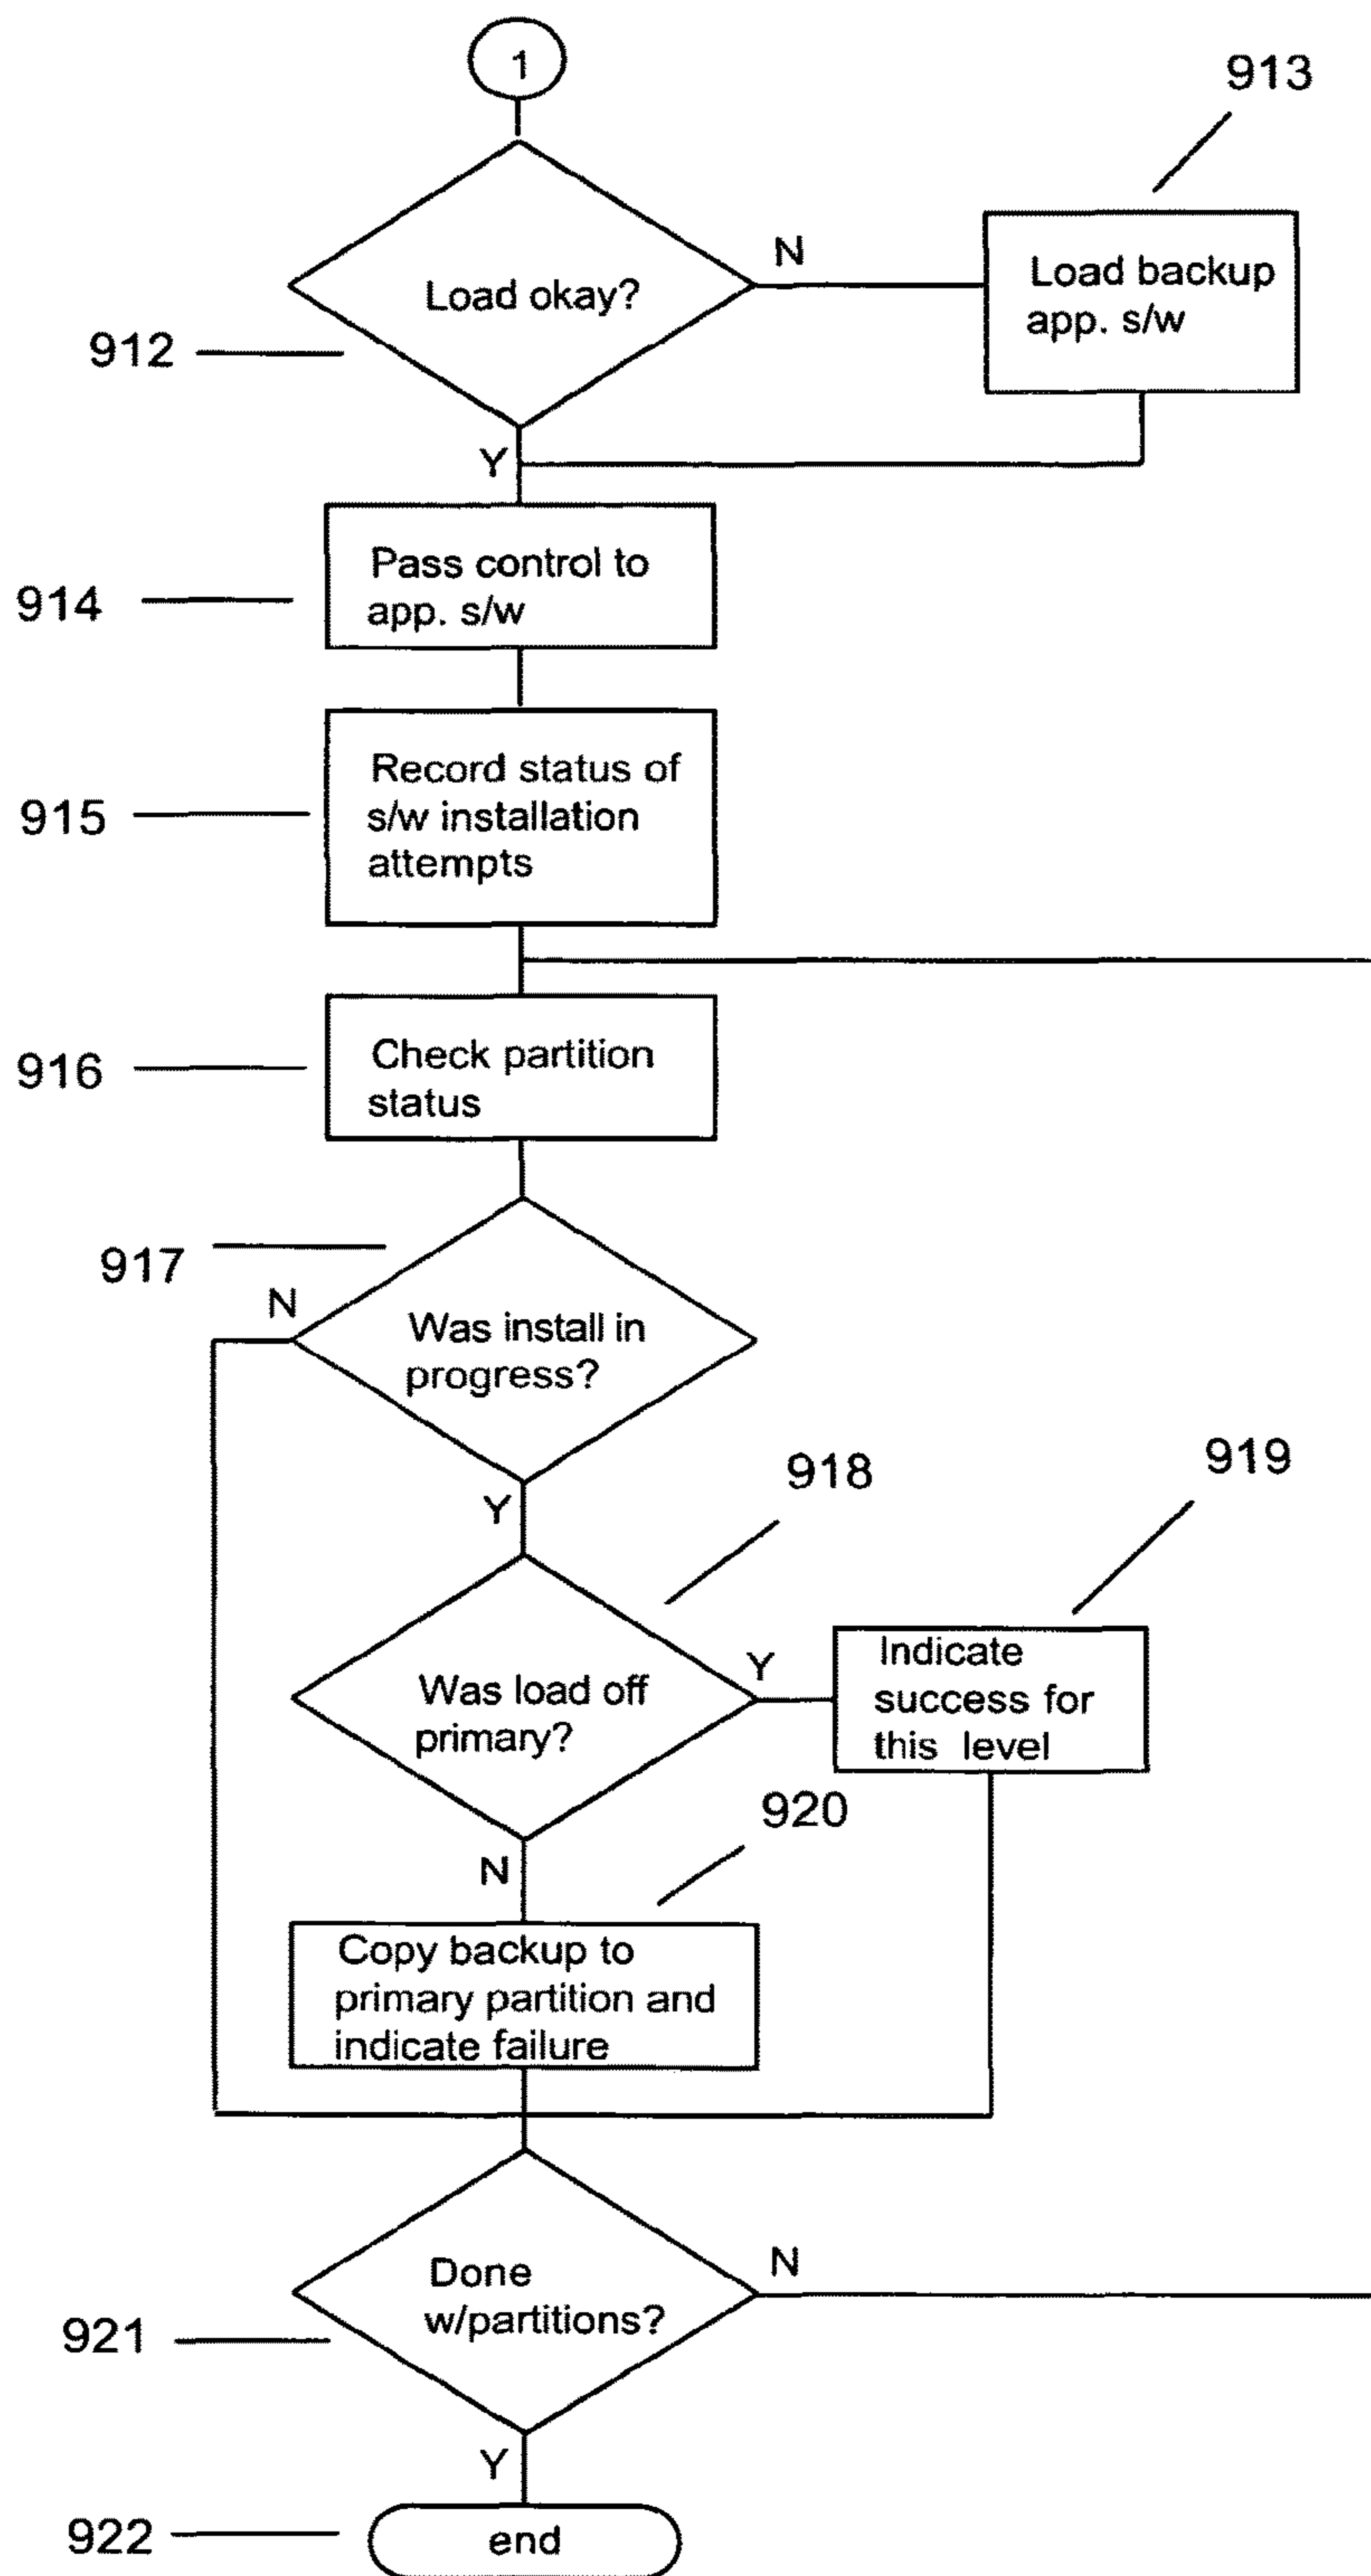 1
913
N
Load okay?
Load backup
app. s/w
912
Y
Pass control to
app. s/w
914
Record status of
s/w installation
attempts
915
Check partition
status
916
917
N
Was install in
progress?
Y
918
919
Was load off
primary?
Y
Indicate
success for
this level
920
N
Copy backup to
primary partition and
indicate failure
Done
w/partitions?
N
921
Y
922
end